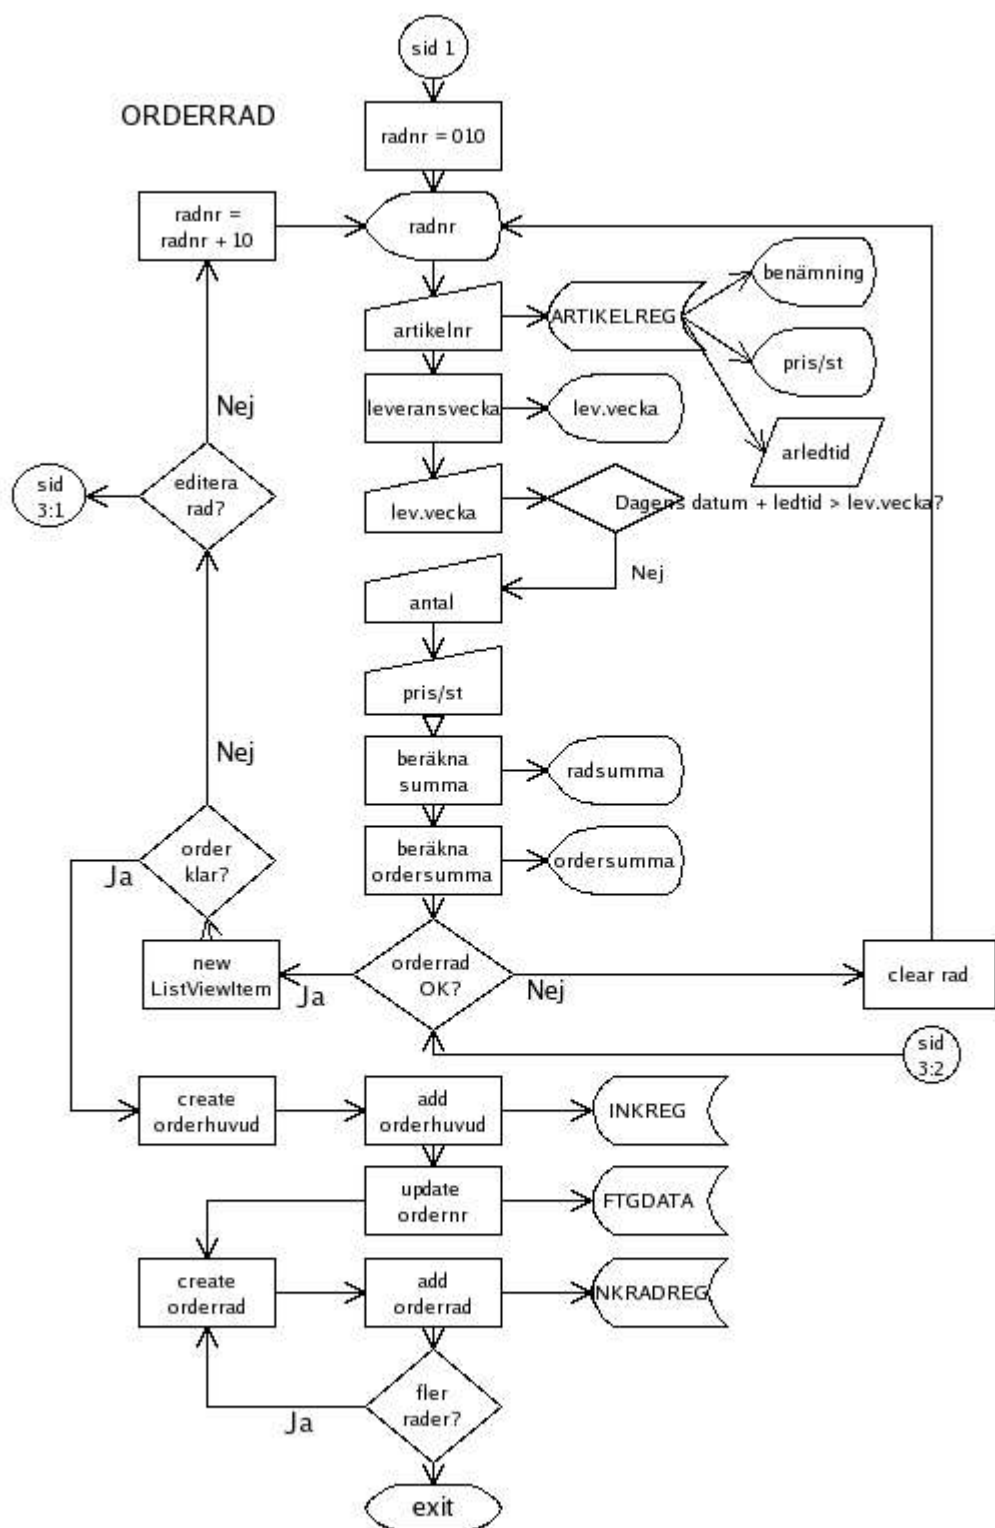 sid 1
ORDERRAD
radnr = 010
radnr =
radnr + 10
radnr
benämning
artikelnr
ARTIKELREG
pris/st
leveransvecka
lev.vecka
Nej
arledtid
sid
3:1
editera
rad?
lev.vecka
Dagens datum + ledtid > lev.vecka?
Nej
antal
pris/st
Nej
beräkna
summa
radsumma
order
klar?
Ja
beräkna
ordersumma
ordersumma
new
ListViewItem
Ja
orderrad
OK?
Nej
clear rad
sid
3:2
create
orderhuvud
add
orderhuvud
INKREG
update
ordernr
FTGDATA
create
orderrad
add
orderrad
NKRADREG
fler
rader?
Ja
exit